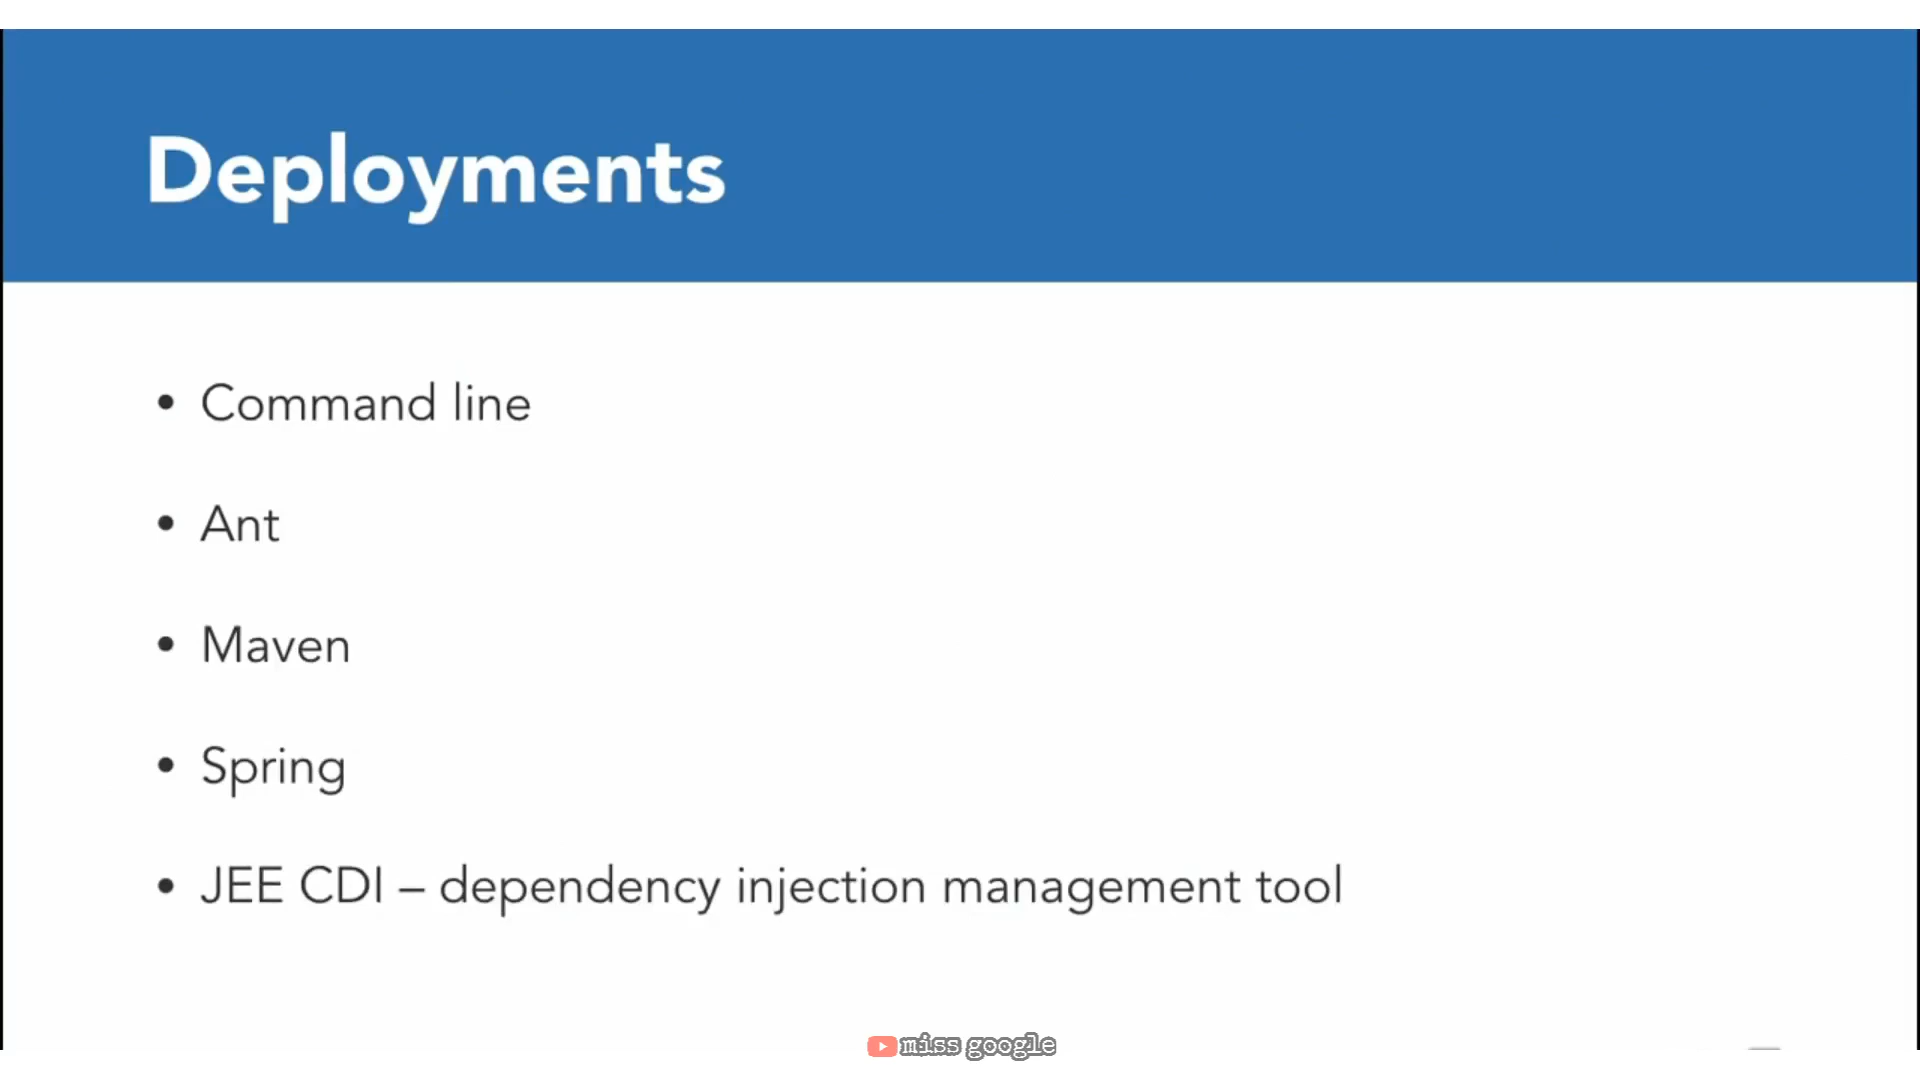 Deployments
• Command line
• Ant
• Maven
• Spring
• JEE CDI – dependency injection management tool
miss google